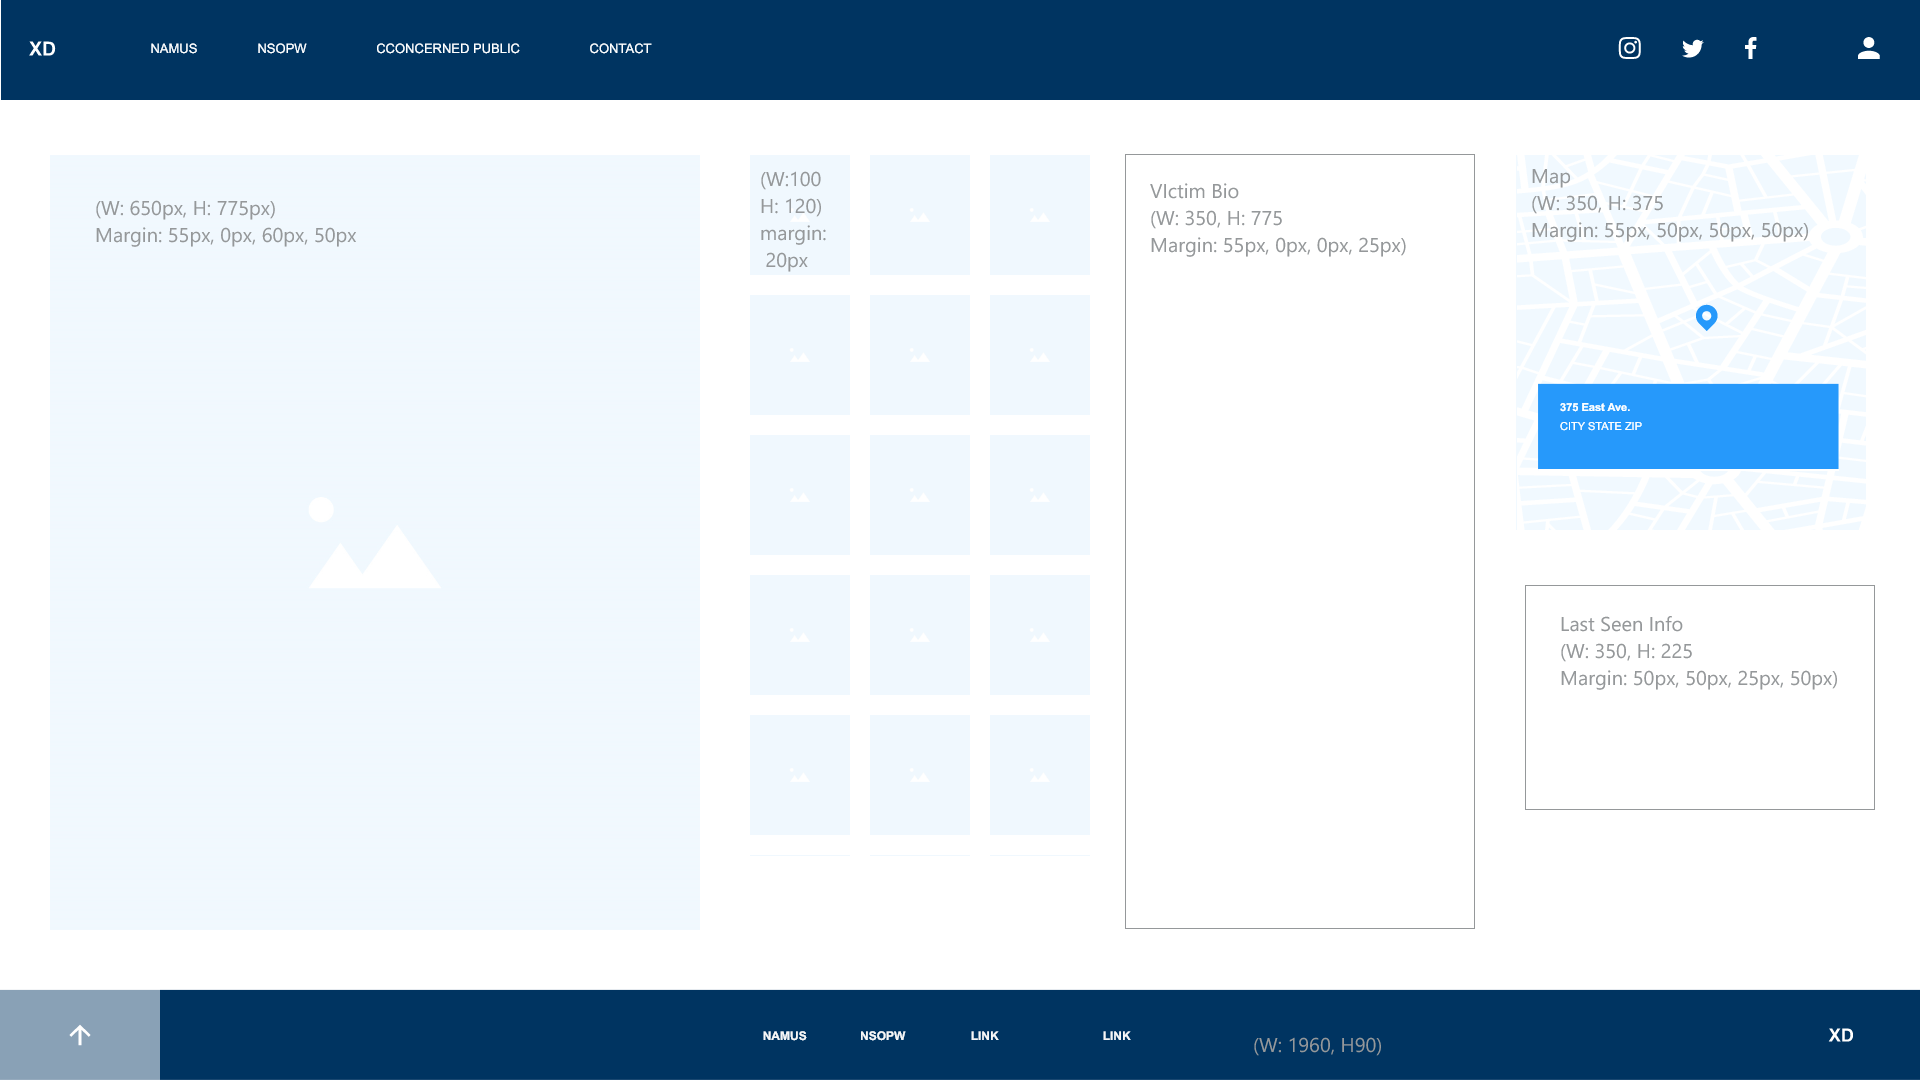 XD
NAMUS
NSOPW
CCONCERNED PUBLIC
CONTACT
(W: 650px, H: 775px)
Margin: 55px, 0px, 60px, 50px
(W:100
H: 120)
margin:
20px
VIctim Bio
(W: 350, H: 775
Margin: 55px, 0px, 0px, 25px)
Map
(W: 350, H: 375
Margin: 55px, 50px, 50px, 50px)
375 East Ave.
CITY STATE ZIP
Last Seen Info
(W: 350, H: 225
Margin: 50px, 50px, 25px, 50px)
NAMUS
NSOPW
LINK
LINK
(W: 1960, H90)
XD